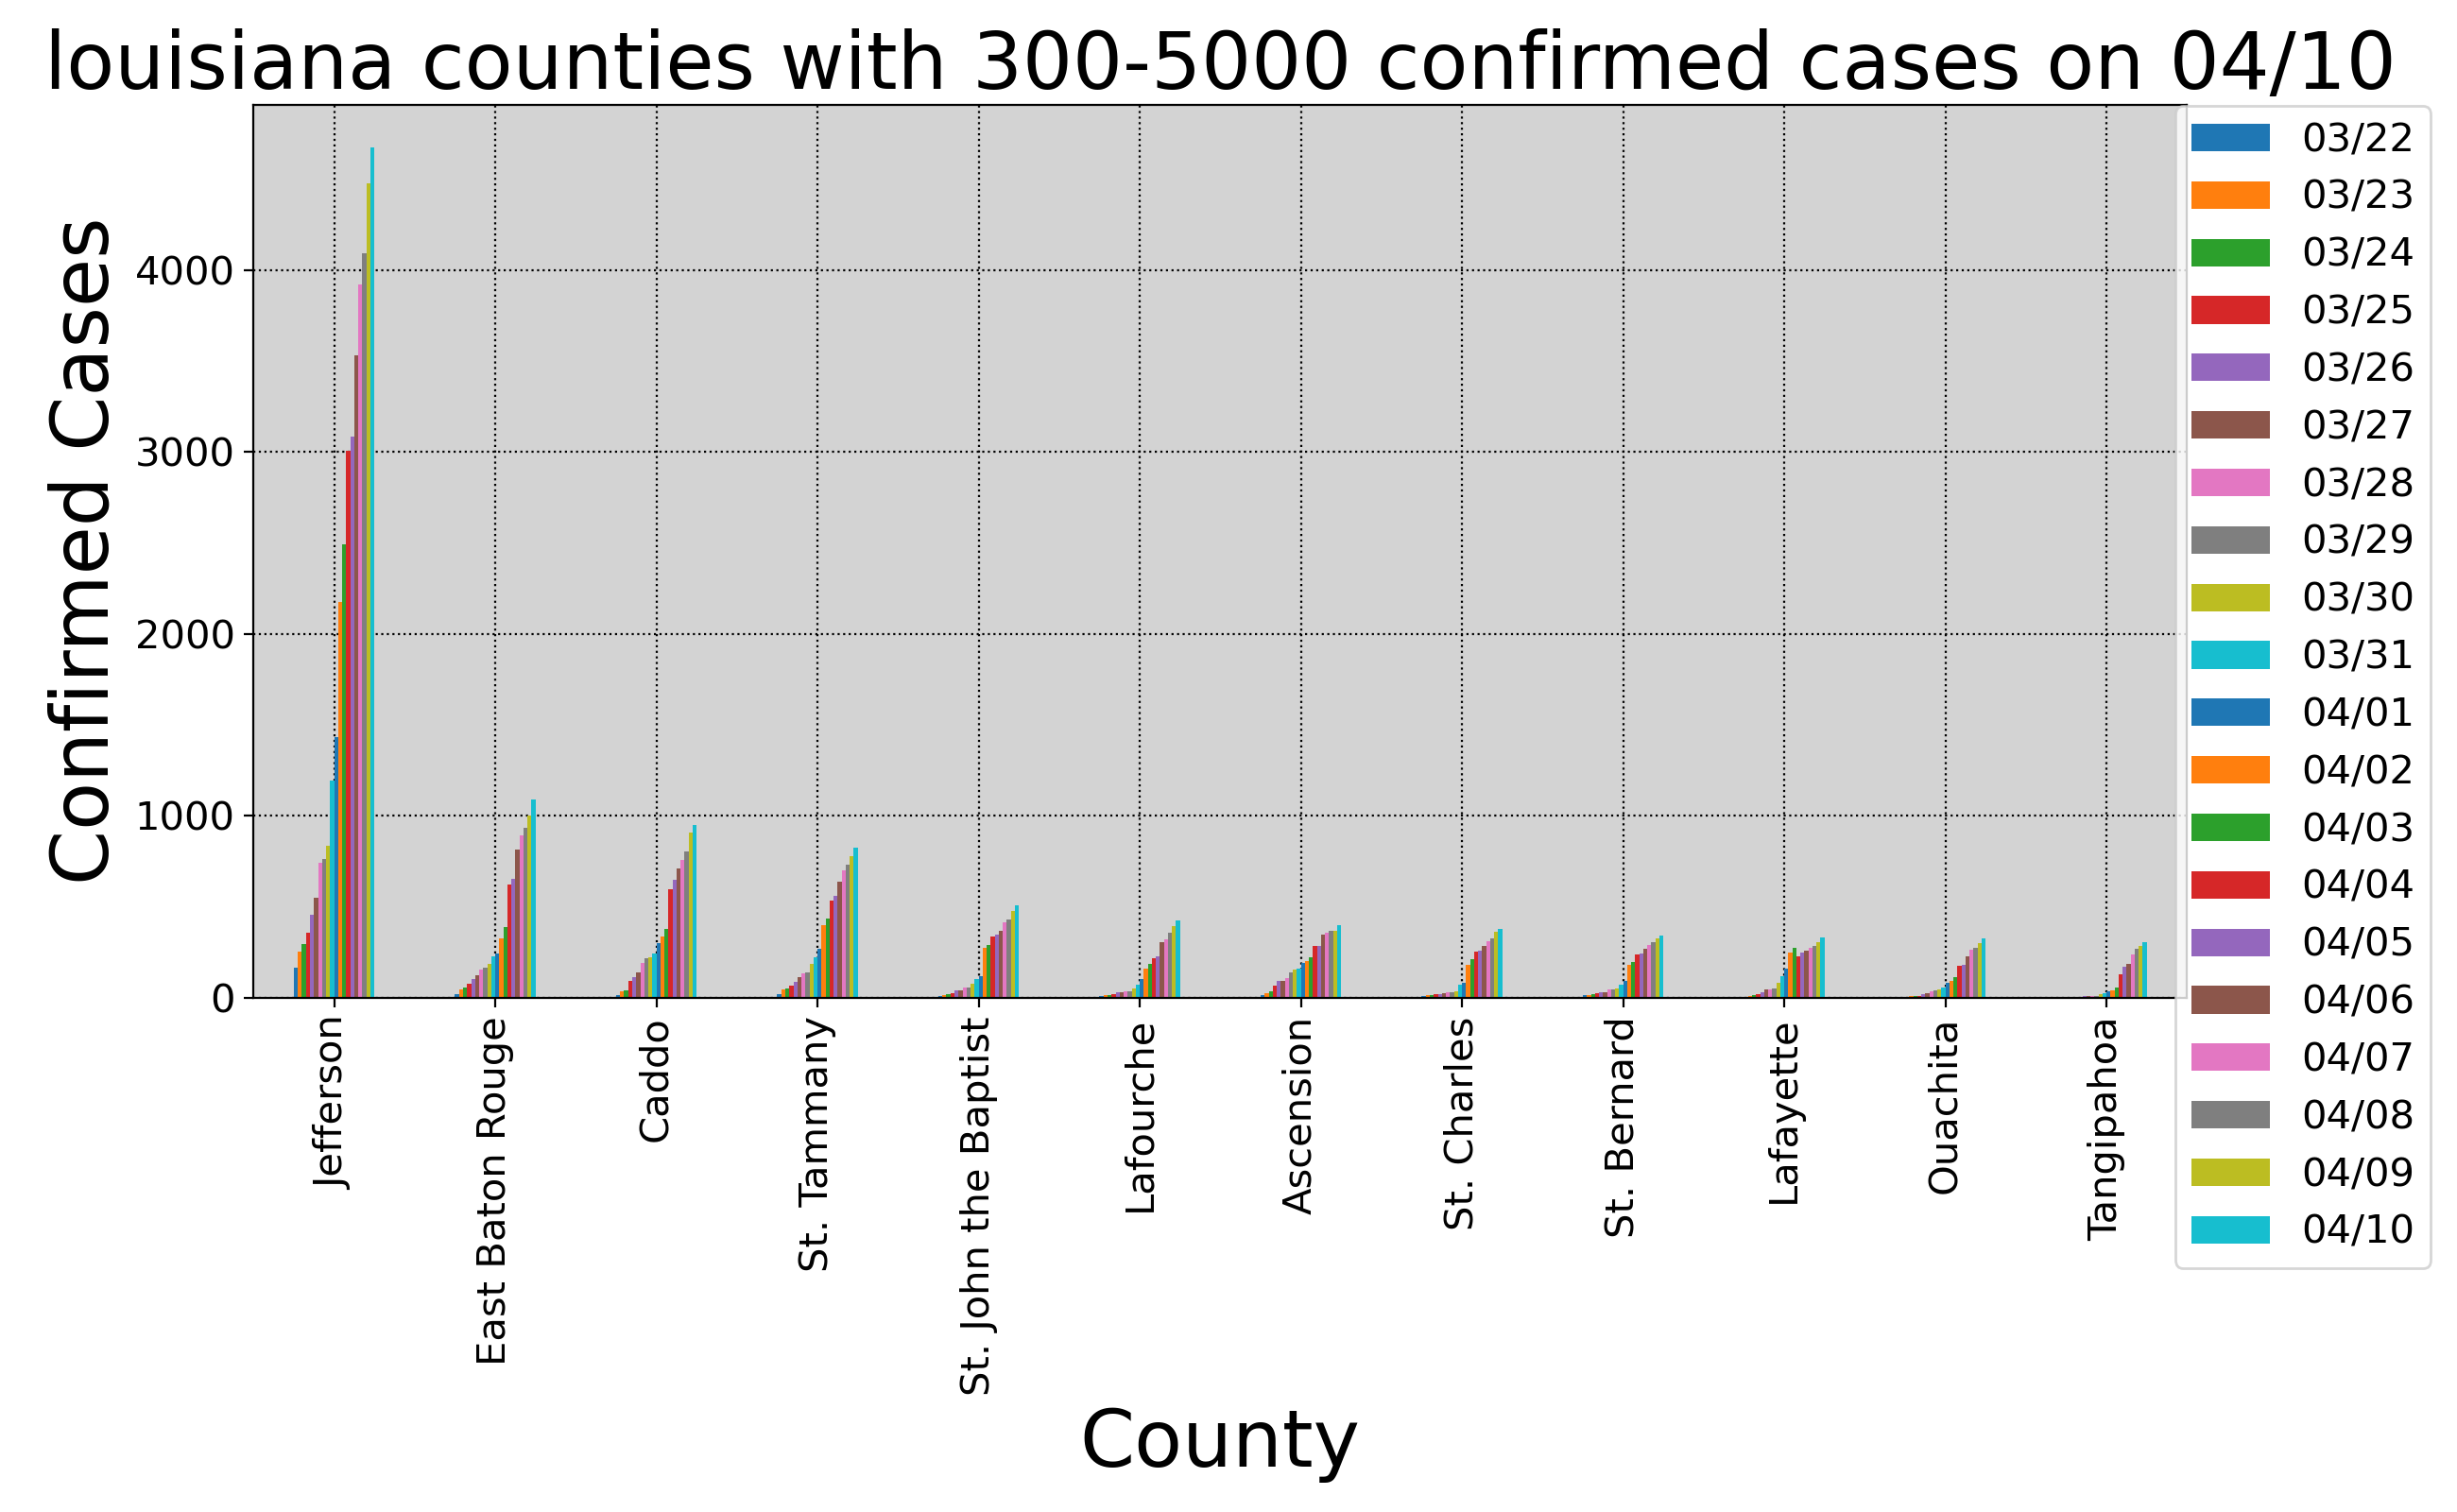 louisiana counties with 300-5000 confirmed cases on 04/10
Confirmed Cases
4000
3000
2000
1000
0
Jefferson
East Baton Rouge
Caddo
St. Tammany
St. John the Baptist
Lafourche
Ascension
St. Charles
St. Bernard
Lafayette
Ouachita
Tangipahoa
County
03/22
03/23
03/24
03/25
03/26
03/27
03/28
03/29
03/30
03/31
04/01
04/02
04/03
04/04
04/05
04/06
04/07
04/08
04/09
04/10